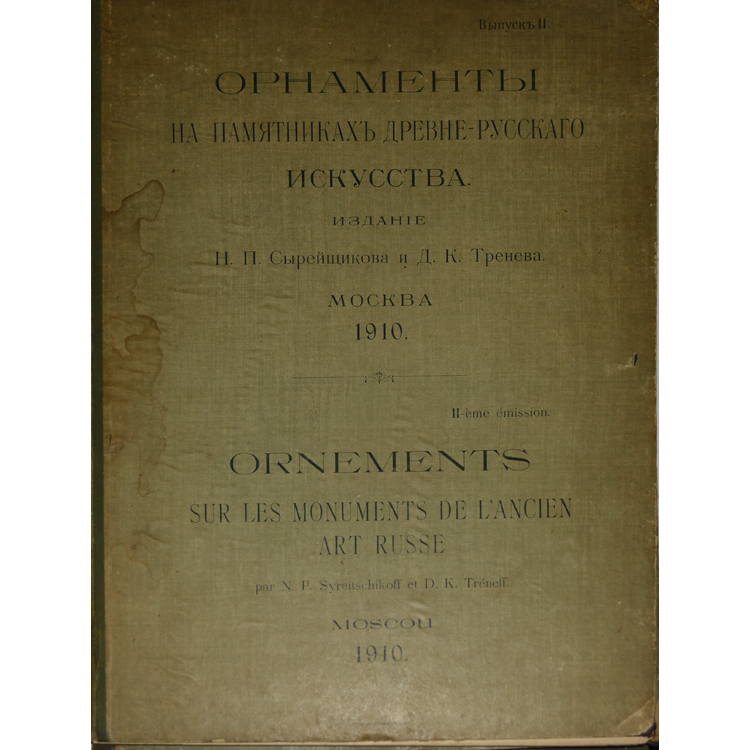 Выпускъ II.
ОРНАМЕНТЫ
НА ПАМЯТНИКАХЪ ДРЕВНЕ-РУССКАГО
ИСКУССТВА.
ИЗДАНІЕ
Н. П. Сырейщикова и Д. К. Тренева.
МОСКВА
1910.
II-ème émission.
ORNEMENTS
SUR LES MONUMENTS DE L'ANCIEN
ART RUSSE
par N. P. Syreitschikoff et D. K. Tréneff.
MOSCOU
1910.